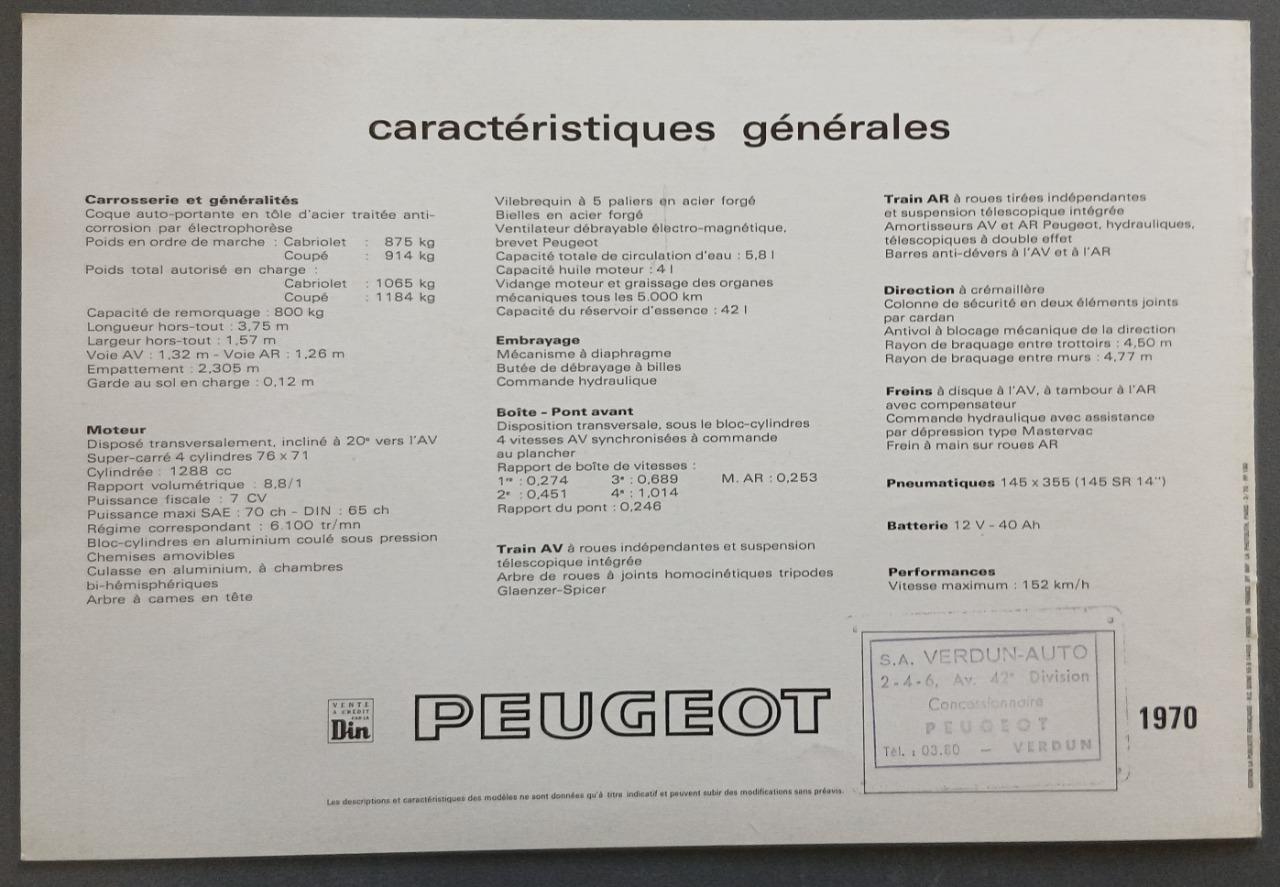 caractéristiques générales
Carrosserie et généralités
Coque auto-portante en tôle d'acier traitée anti-
corrosion par électrophorèse
Poids en ordre de marche : Cabriolet : 875 kg
Coupé : 914 kg
Poids total autorisé en charge :
Cabriolet : 1065 kg
Coupé : 1184 kg
Capacité de remorquage : 800 kg
Longueur hors-tout : 3,75 m
Largeur hors-tout : 1,57 m
Voie AV : 1,32 m - Voie AR : 1,26 m
Empattement : 2,305 m
Garde au sol en charge : 0,12 m
Moteur
Disposé transversalement, incliné à 20° vers l'AV
Super-carré 4 cylindres 76 x 71
Cylindrée : 1288 cc
Rapport volumétrique : 8,8/1
Puissance fiscale : 7 CV
Puissance maxi SAE : 70 ch - DIN : 65 ch
Régime correspondant : 6.100 tr/mn
Bloc-cylindres en aluminium coulé sous pression
Chemises amovibles
Culasse en aluminium, à chambres
bi-hémisphériques
Arbre à cames en tête
Vilebrequin à 5 paliers en acier forgé
Bielles en acier forgé
Ventilateur débrayable électro-magnétique,
brevet Peugeot
Capacité totale de circulation d'eau : 5,8 l
Capacité huile moteur : 4 l
Vidange moteur et graissage des organes
mécaniques tous les 5.000 km
Capacité du réservoir d'essence : 42 l
Embrayage
Mécanisme à diaphragme
Butée de débrayage à billes
Commande hydraulique
Boîte - Pont avant
Disposition transversale, sous le bloc-cylindres
4 vitesses AV synchronisées à commande
au plancher
Rapport de boîte de vitesses :
1re : 0,274 3e : 0,689 M. AR : 0,253
2e : 0,451 4e : 1,014
Rapport du pont : 0,246
Train AV à roues indépendantes et suspension
télescopique intégrée
Arbre de roues à joints homocinétiques tripodes
Glaenzer-Spicer
Train AR à roues tirées indépendantes
et suspension télescopique intégrée
Amortisseurs AV et AR Peugeot, hydrauliques,
télescopiques à double effet
Barres anti-dévers à l'AV et à l'AR
Direction à crémaillère
Colonne de sécurité en deux éléments joints
par cardan
Antivol à blocage mécanique de la direction
Rayon de braquage entre trottoirs : 4,50 m
Rayon de braquage entre murs : 4,77 m
Freins à disque à l'AV, à tambour à l'AR
avec compensateur
Commande hydraulique avec assistance
par dépression type Mastervac
Frein à main sur roues AR
Pneumatiques 145 x 355 (145 SR 14")
Batterie 12 V - 40 Ah
Performances
Vitesse maximum : 152 km/h
VENTE
A CRÉDIT
PAR LA
Din
PEUGEOT
S.A. VERDUN-AUTO
2-4-6, Av. 42e Division
Concessionnaire
PEUGEOT
Tél. : 03.80 — VERDUN
1970
Les descriptions et caractéristiques des modèles ne sont données qu'à titre indicatif et peuvent subir des modifications sans préavis.